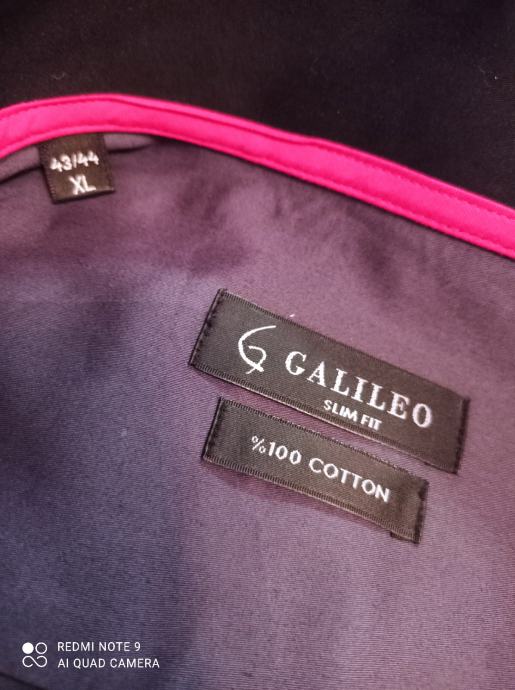 43/44
XL
GALILEO
SLIM FIT
%100 COTTON
REDMI NOTE 9
AI QUAD CAMERA